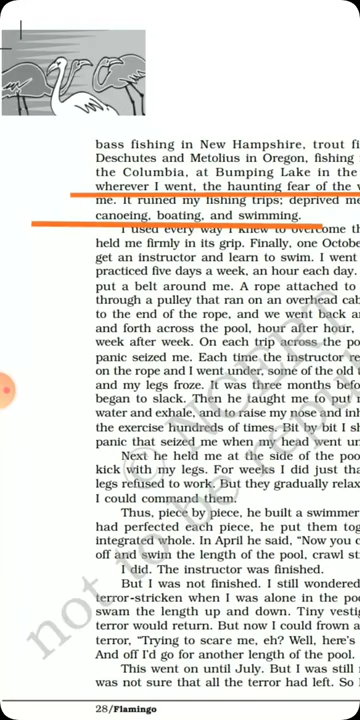 bass fishing in New Hampshire, trout fi
Deschutes and Metolius in Oregon, fishing
the Columbia, at Bumping Lake in the
wherever I went, the haunting fear of the
me. It ruined my fishing trips; deprived me
canoeing, boating, and swimming.
I used every way I knew to overcome th
held me firmly in its grip. Finally, one October
get an instructor and learn to swim. I went
practiced five days a week, an hour each day.
put a belt around me. A rope attached to
through a pulley that ran on an overhead cab
to the end of the rope, and we went back an
and forth across the pool, hour after hour,
week after week. On each trip across the po
panic seized me. Each time the instructor re
on the rope and I went under, some of the old t
and my legs froze. It was three months befo
began to slack. Then he taught me to put
water and exhale, and to raise my nose and inh
the exercise hundreds of times. Bit by bit I sh
panic that seized me when my head went un
Next he held me at the side of the poo
kick with my legs. For weeks I did just tha
legs refused to work. But they gradually relax
I could command them.
Thus, piece by piece, he built a swimmer
had perfected each piece, he put them tog
integrated whole. In April he said, “Now you c
off and swim the length of the pool, crawl st
I did. The instructor was finished.
But I was not finished. I still wondered
terror-stricken when I was alone in the poo
swam the length up and down. Tiny vestig
terror would return. But now I could frown a
terror, “Trying to scare me, eh? Well, here’s
And off I’d go for another length of the pool.
This went on until July. But I was still
was not sure that all the terror had left. So
28/Flamingo
© NCERT
not to be republ